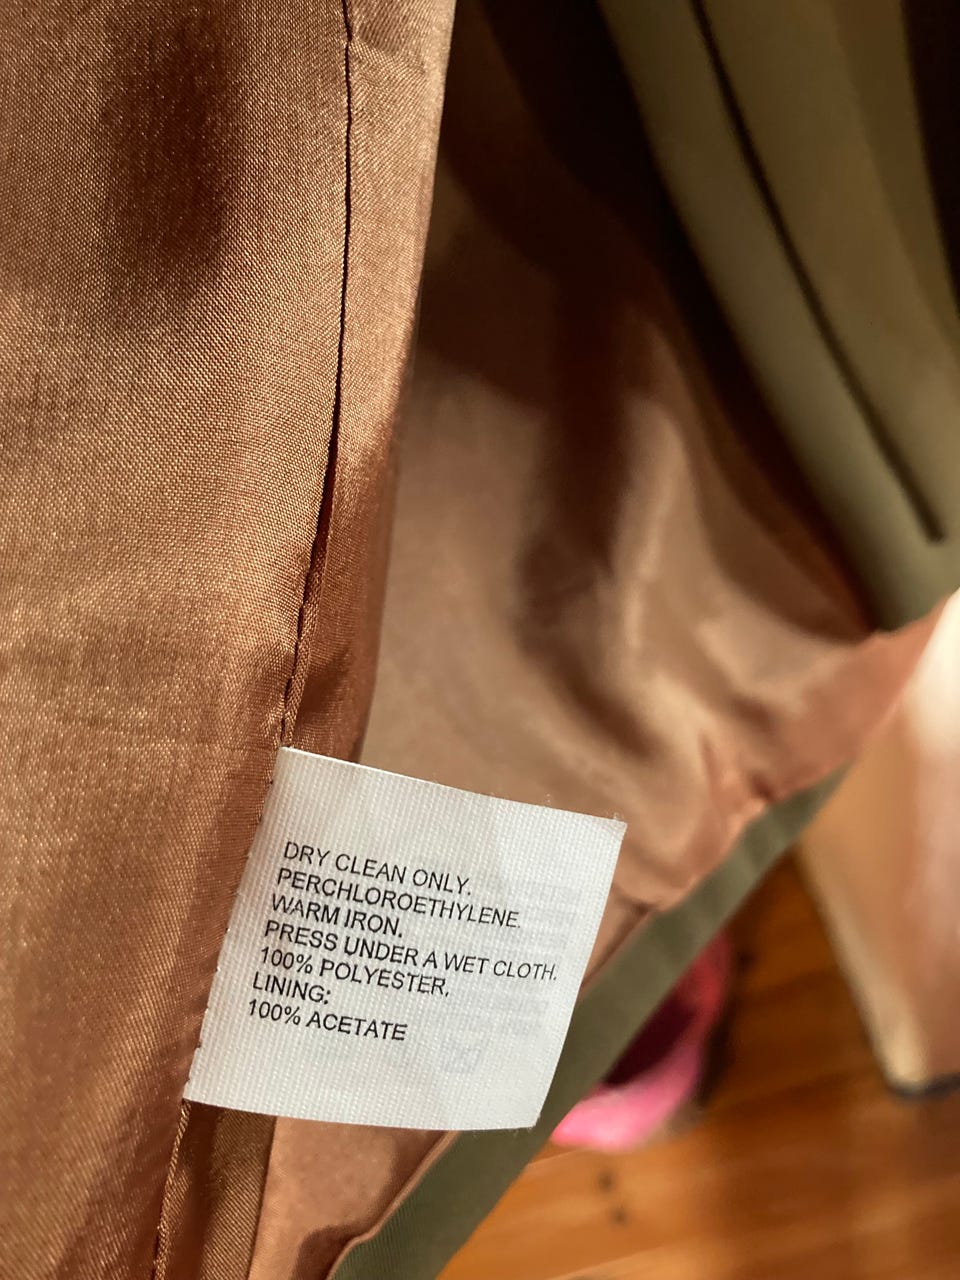 DRY CLEAN ONLY.
PERCHLOROETHYLENE.
WARM IRON.
PRESS UNDER A WET CLOTH.
100% POLYESTER.
LINING:
100% ACETATE